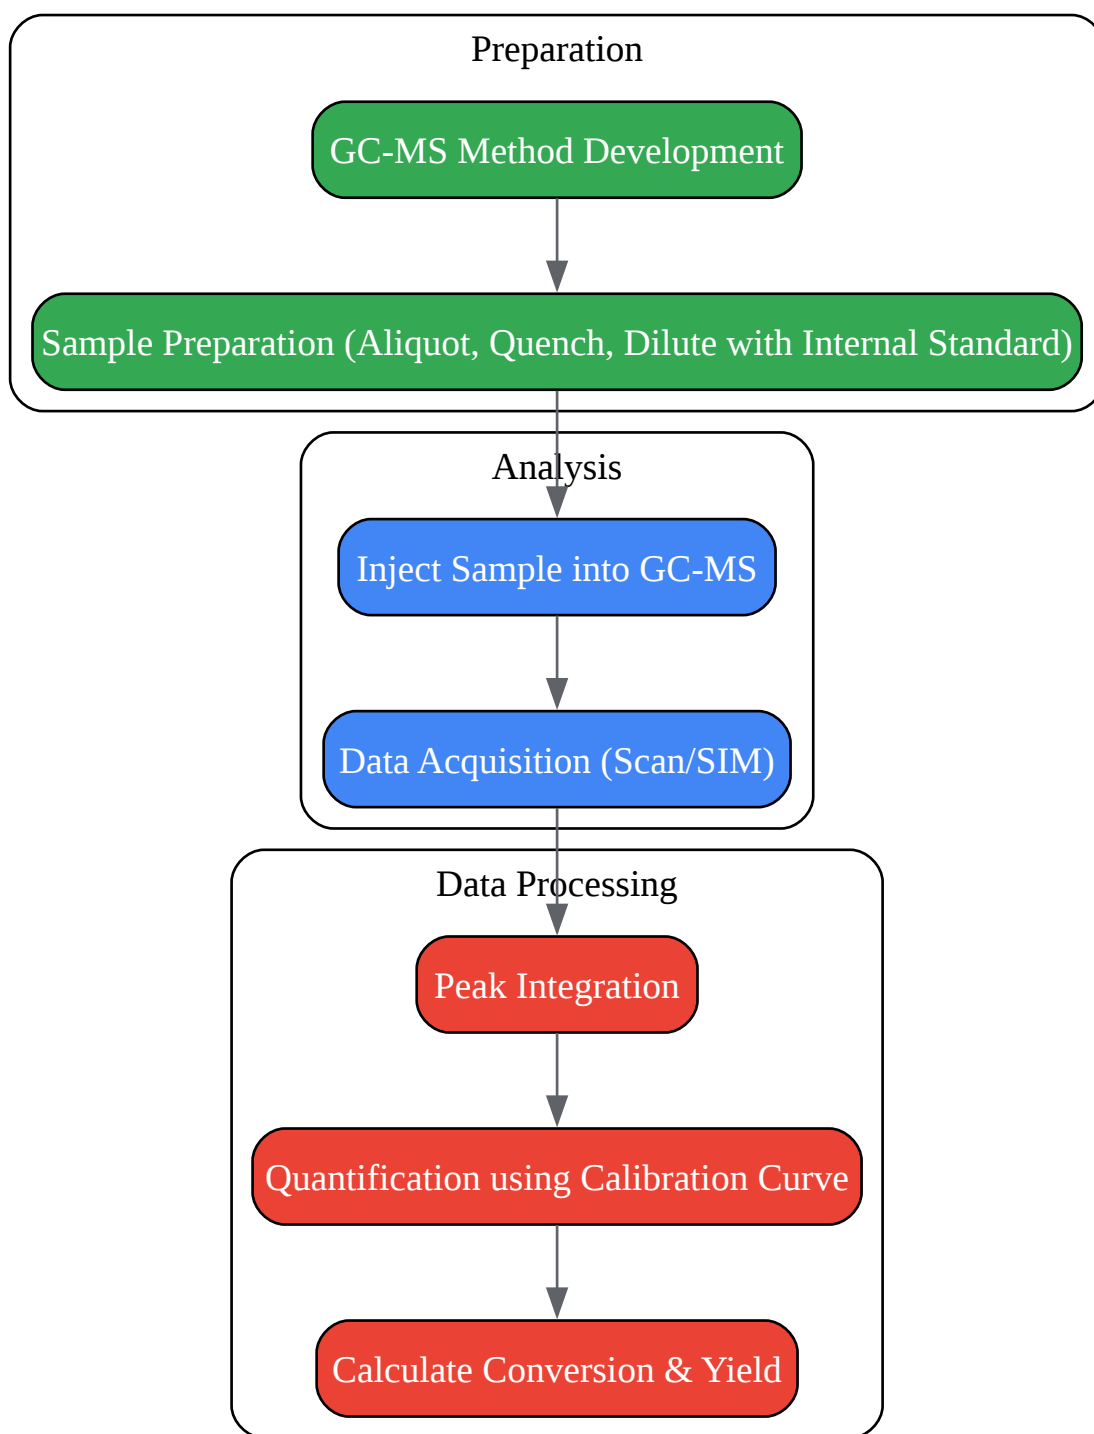 Preparation
GC-MS Method Development
Sample Preparation (Aliquot, Quench, Dilute with Internal Standard)
Analysis
Inject Sample into GC-MS
Data Acquisition (Scan/SIM)
Data Processing
Peak Integration
Quantification using Calibration Curve
Calculate Conversion & Yield